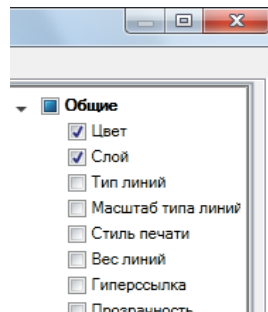 Общие
Цвет
Слой
Тип линий
Масштаб типа линий
Стиль печати
Вес линий
Гиперссылка
Прозрачность